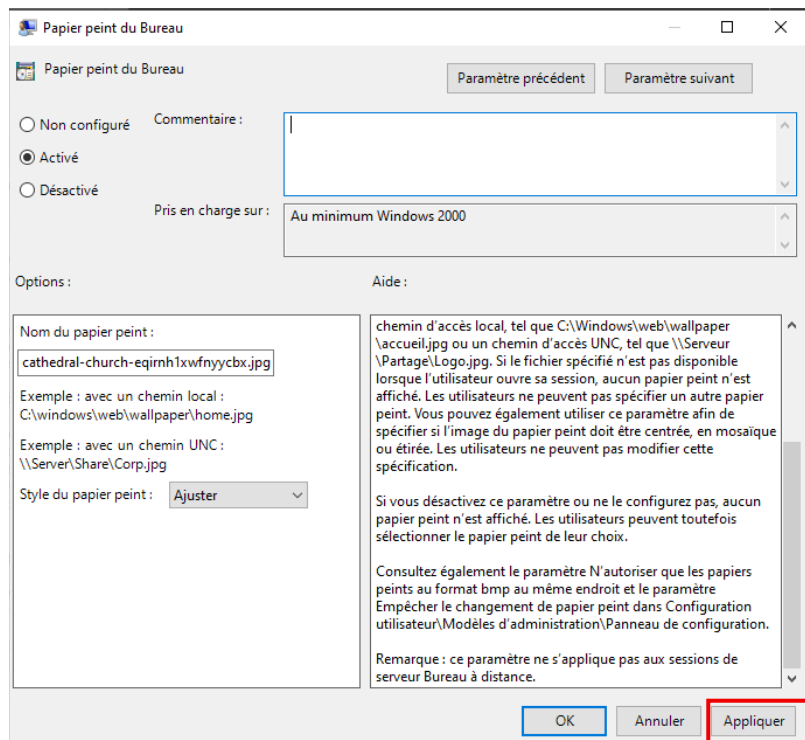 Papier peint du Bureau
Papier peint du Bureau
Paramètre précédent
Paramètre suivant
Non configuré
Commentaire :
Activé
Désactivé
Pris en charge sur :
Au minimum Windows 2000
Options :
Aide :
Nom du papier peint :
cathedral-church-eqirnh1xwfnyycbx.jpg
Exemple : avec un chemin local :
C:\windows\web\wallpaper\home.jpg
Exemple : avec un chemin UNC :
\\Server\Share\Corp.jpg
Style du papier peint :
Ajuster
chemin d'accès local, tel que C:\Windows\web\wallpaper
\accueil.jpg ou un chemin d'accès UNC, tel que \\Serveur
\Partage\Logo.jpg. Si le fichier spécifié n'est pas disponible
lorsque l'utilisateur ouvre sa session, aucun papier peint n'est
affiché. Les utilisateurs ne peuvent pas spécifier un autre papier
peint. Vous pouvez également utiliser ce paramètre afin de
spécifier si l'image du papier peint doit être centrée, en mosaïque
ou étirée. Les utilisateurs ne peuvent pas modifier cette
spécification.
Si vous désactivez ce paramètre ou ne le configurez pas, aucun
papier peint n'est affiché. Les utilisateurs peuvent toutefois
sélectionner le papier peint de leur choix.
Consultez également le paramètre N'autoriser que les papiers
peints au format bmp au même endroit et le paramètre
Empêcher le changement de papier peint dans Configuration
utilisateur\Modèles d'administration\Panneau de configuration.
Remarque : ce paramètre ne s'applique pas aux sessions de
serveur Bureau à distance.
OK
Annuler
Appliquer